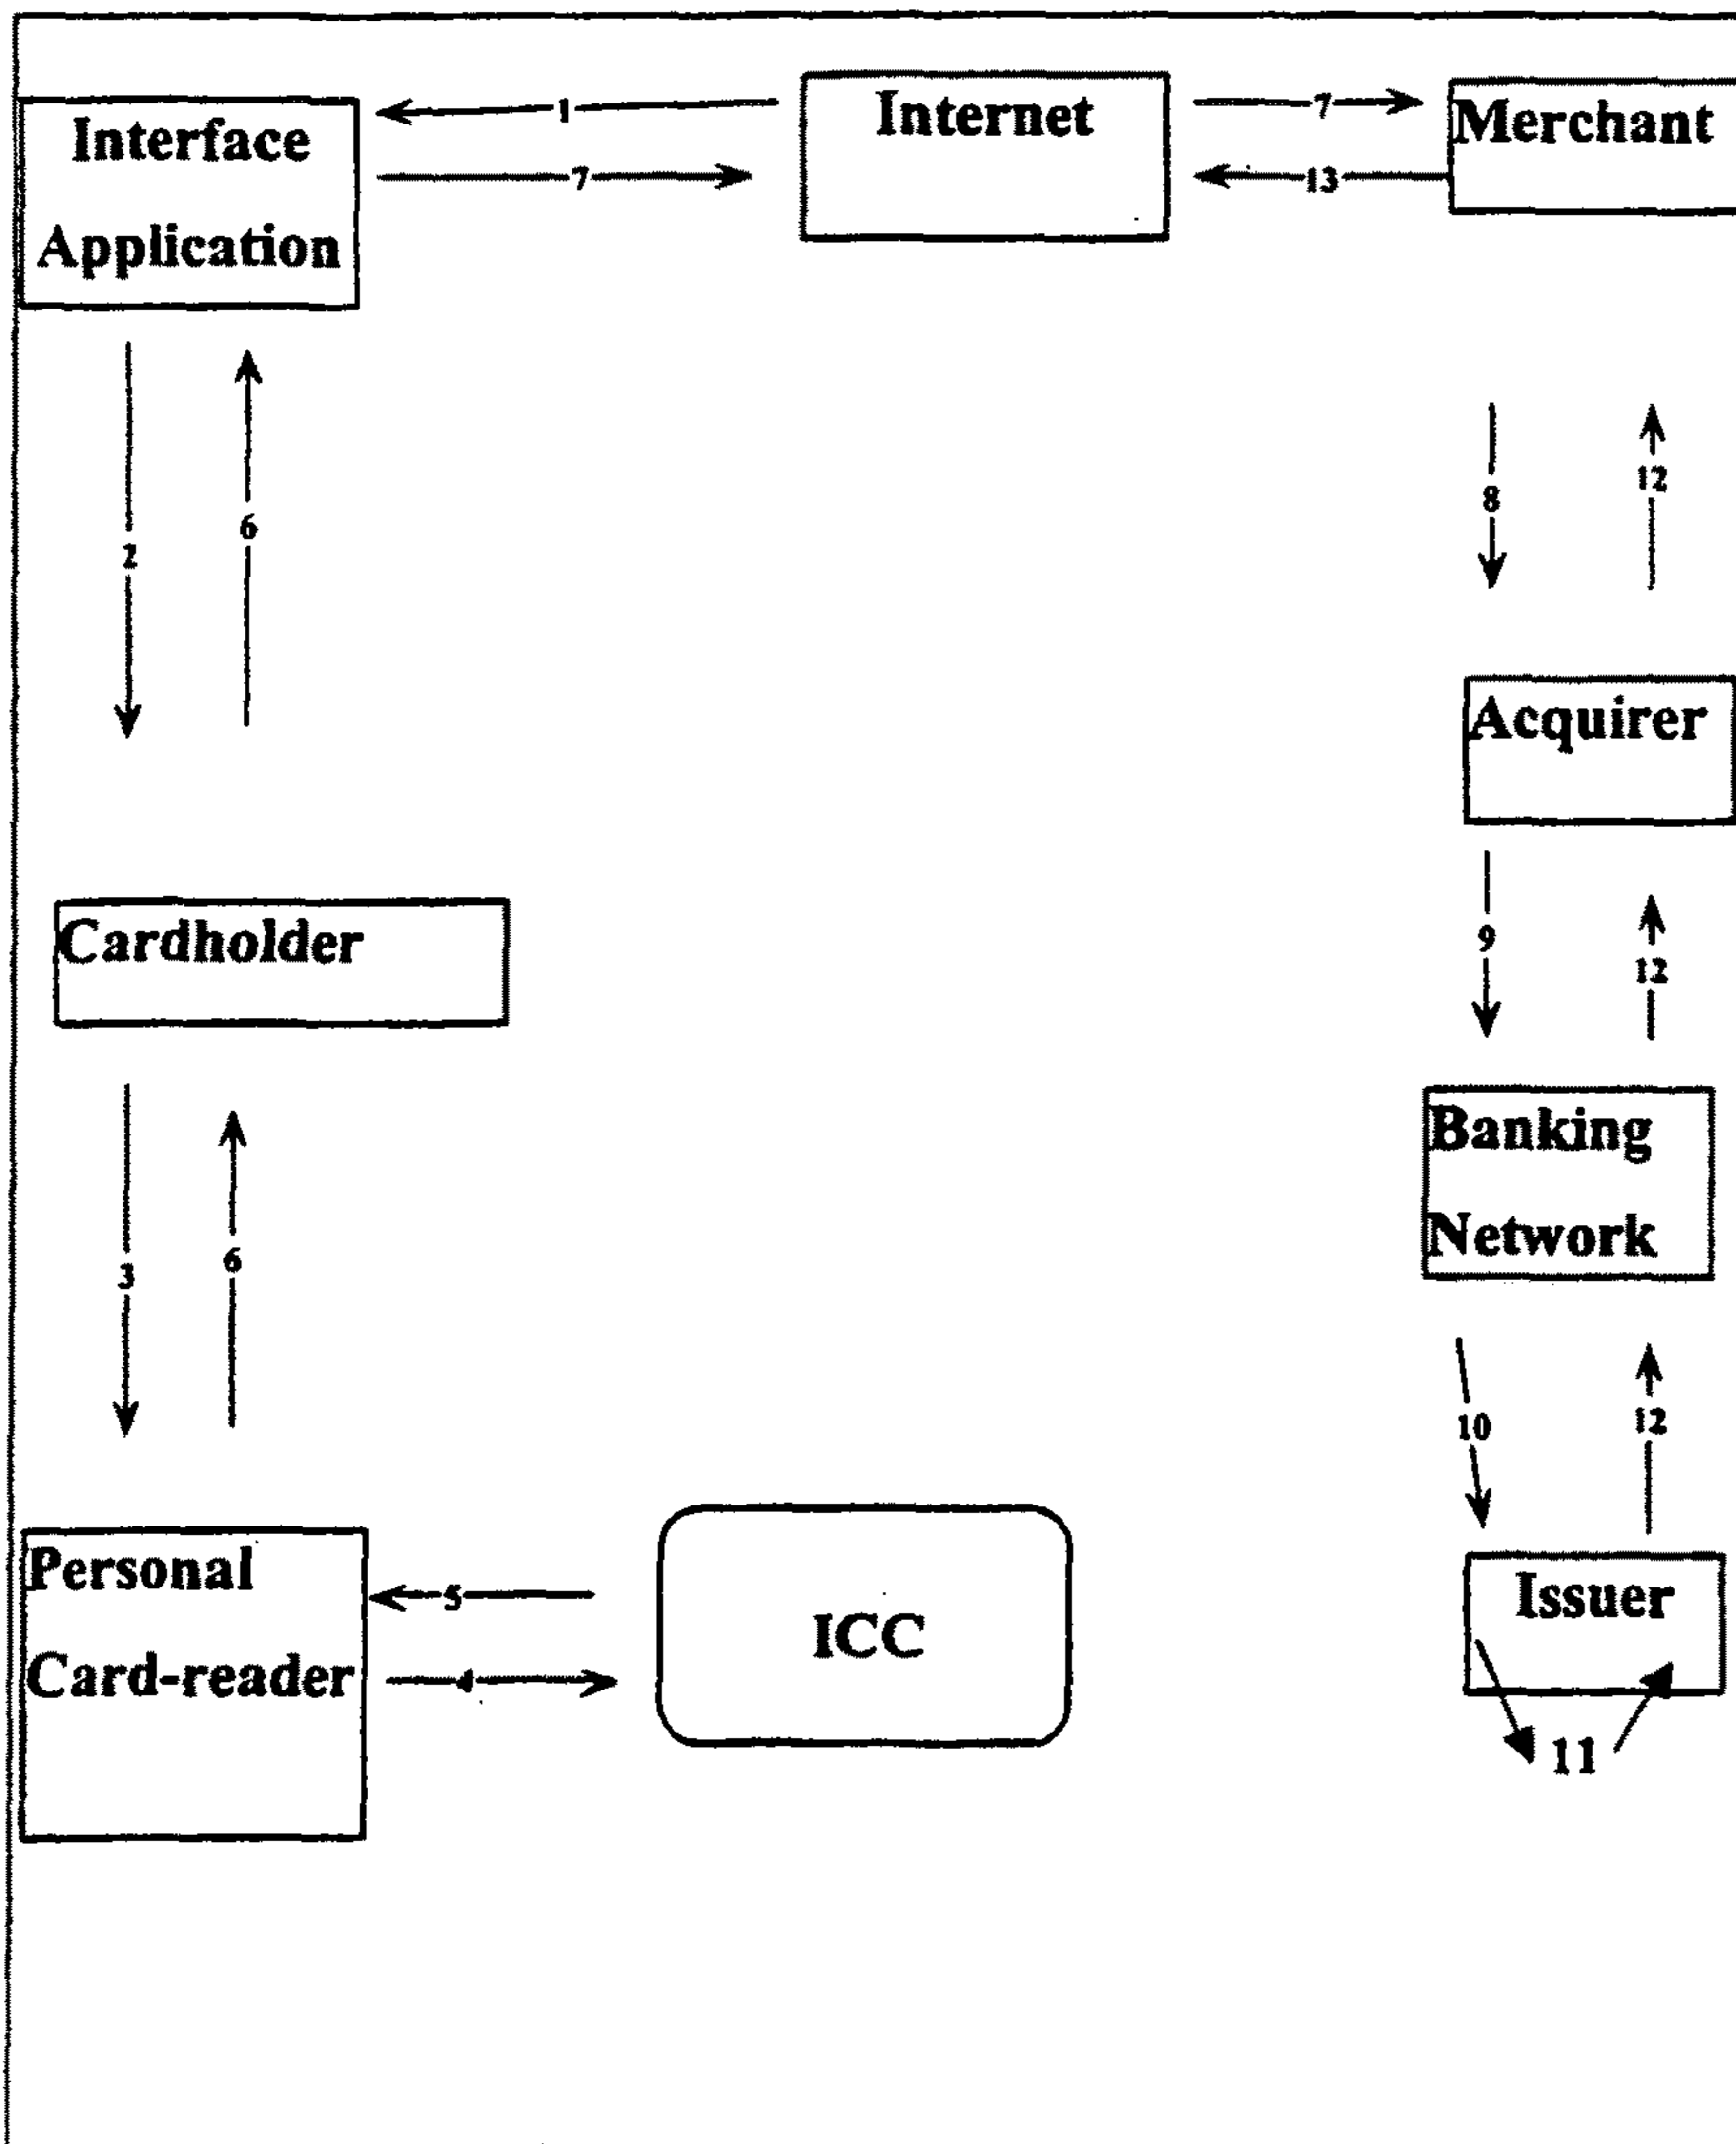 Interface
Application
1
7
Internet
7
13
Merchant
2
6
8
12
Acquirer
Cardholder
9
12
Banking
Network
3
6
10
12
Personal
Card-reader
5
4
ICC
Issuer
11